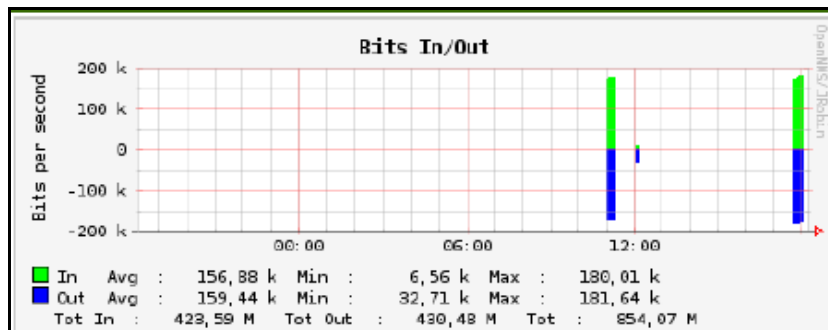 Bits In/Out
OpenNMS/JRobin
Bits per second
200 k
100 k
0
-100 k
-200 k
00:00 06:00 12:00
In Avg : 156,88 k Min : 6,56 k Max : 180,01 k
Out Avg : 159,44 k Min : 32,71 k Max : 181,64 k
Tot In : 423,59 M Tot Out : 430,48 M Tot : 854,07 M